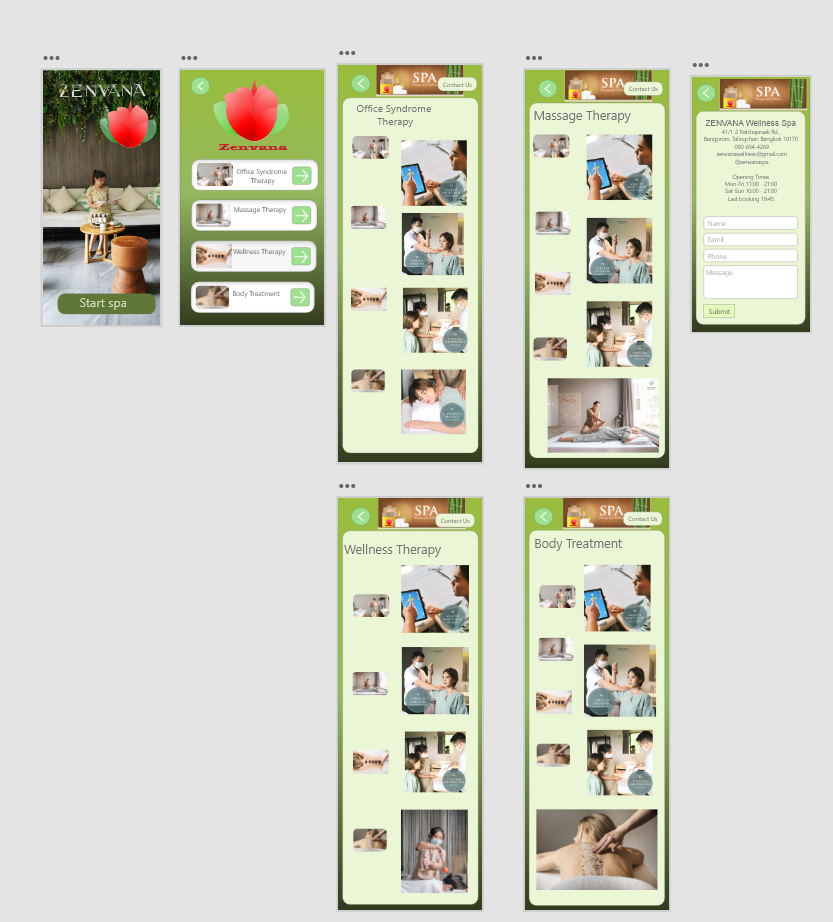 ZENVANA
Start spa
Zenvana
Office Syndrome
Therapy
Massage Therapy
Wellness Therapy
Body Treatment
SPA
Contact Us
Office Syndrome
Therapy
SPA
Contact Us
Massage Therapy
SPA
ZENVANA Wellness Spa
41/1-2 Ratchapruek Rd.,
Bangprom, Talingchan, Bangkok 10170
090-654-4269
zenvanawellness@gmail.com
@zenvanaspa
Opening Times
Mon-Fri 11:00 - 21:00
Sat-Sun 10:00 - 21:00
Last booking 19:45
Name
Eamil
Phone
Message
Submit
SPA
Contact Us
Wellness Therapy
SPA
Contact Us
Body Treatment